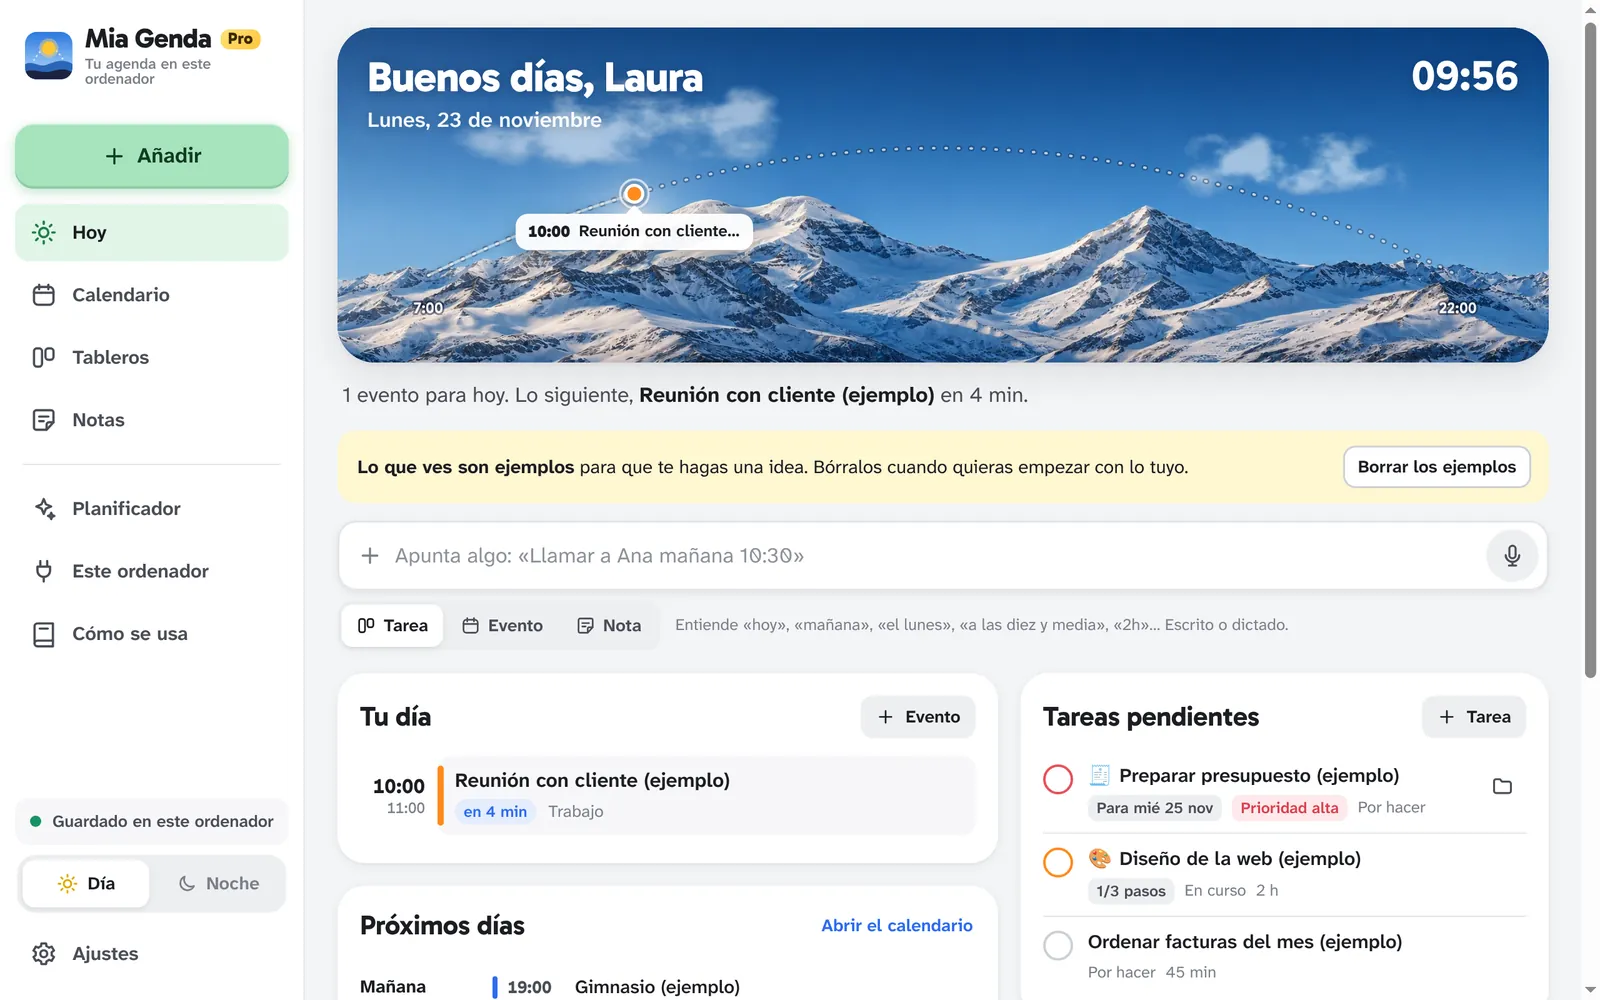 Mia Genda Pro
Tu agenda en este
ordenador
Añadir
Hoy
Calendario
Tableros
Notas
Planificador
Este ordenador
Cómo se usa
Guardado en este ordenador
Día
Noche
Ajustes
Buenos días, Laura
09:56
Lunes, 23 de noviembre
10:00 Reunión con cliente...
7:00
22:00
1 evento para hoy. Lo siguiente, Reunión con cliente (ejemplo) en 4 min.
Lo que ves son ejemplos para que te hagas una idea. Bórralos cuando quieras empezar con lo tuyo.
Borrar los ejemplos
Apunta algo: «Llamar a Ana mañana 10:30»
Tarea
Evento
Nota
Entiende «hoy», «mañana», «el lunes», «a las diez y media», «2h»... Escrito o dictado.
Tu día
+ Evento
10:00
11:00
Reunión con cliente (ejemplo)
en 4 min Trabajo
Próximos días
Abrir el calendario
Mañana
19:00
Gimnasio (ejemplo)
Tareas pendientes
+ Tarea
Preparar presupuesto (ejemplo)
Para mié 25 nov Prioridad alta Por hacer
Diseño de la web (ejemplo)
1/3 pasos En curso 2 h
Ordenar facturas del mes (ejemplo)
Por hacer 45 min